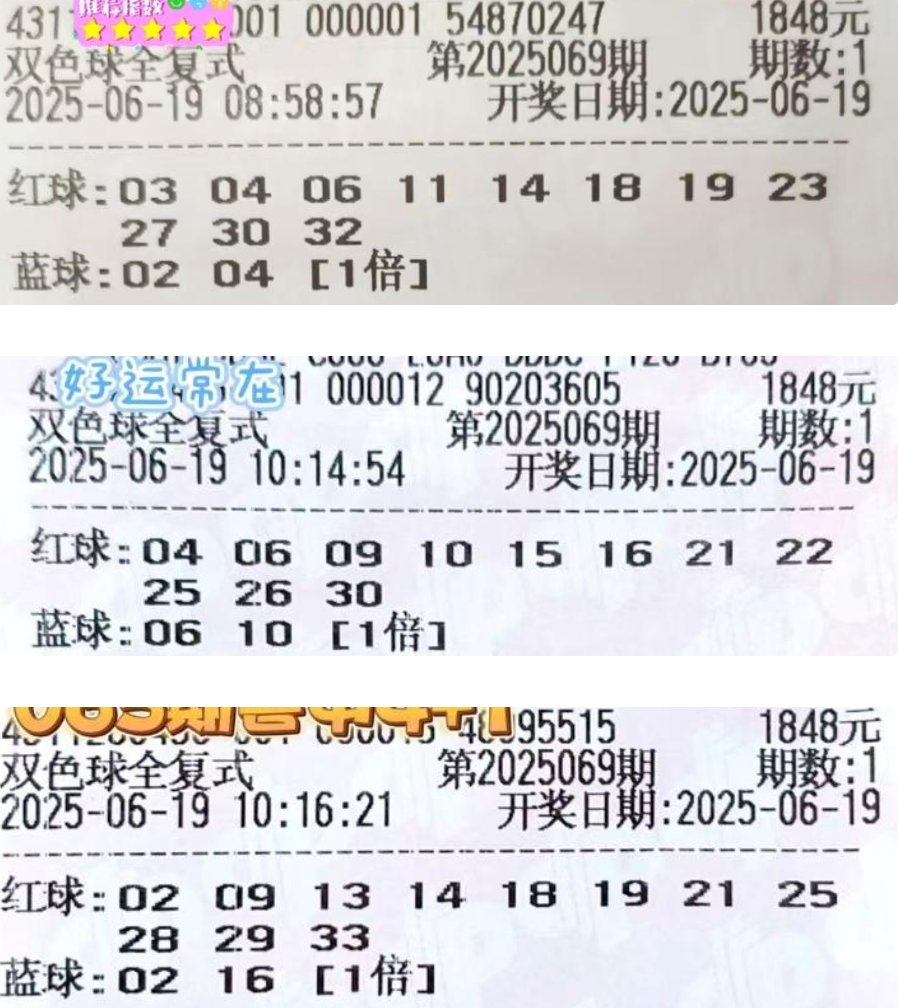 推荐指数
431 001 000001 54870247 1848元
双色球全复式 第2025069期 期数:1
2025-06-19 08:58:57 开奖日期:2025-06-19
红球:03 04 06 11 14 18 19 23
27 30 32
蓝球:02 04 [1倍]
好运常在
1 000012 90203605 1848元
双色球全复式 第2025069期 期数:1
2025-06-19 10:14:54 开奖日期:2025-06-19
红球:04 06 09 10 15 16 21 22
25 26 30
蓝球:06 10 [1倍]
95515 1848元
双色球全复式 第2025069期 期数:1
2025-06-19 10:16:21 开奖日期:2025-06-19
红球:02 09 13 14 18 19 21 25
28 29 33
蓝球:02 16 [1倍]